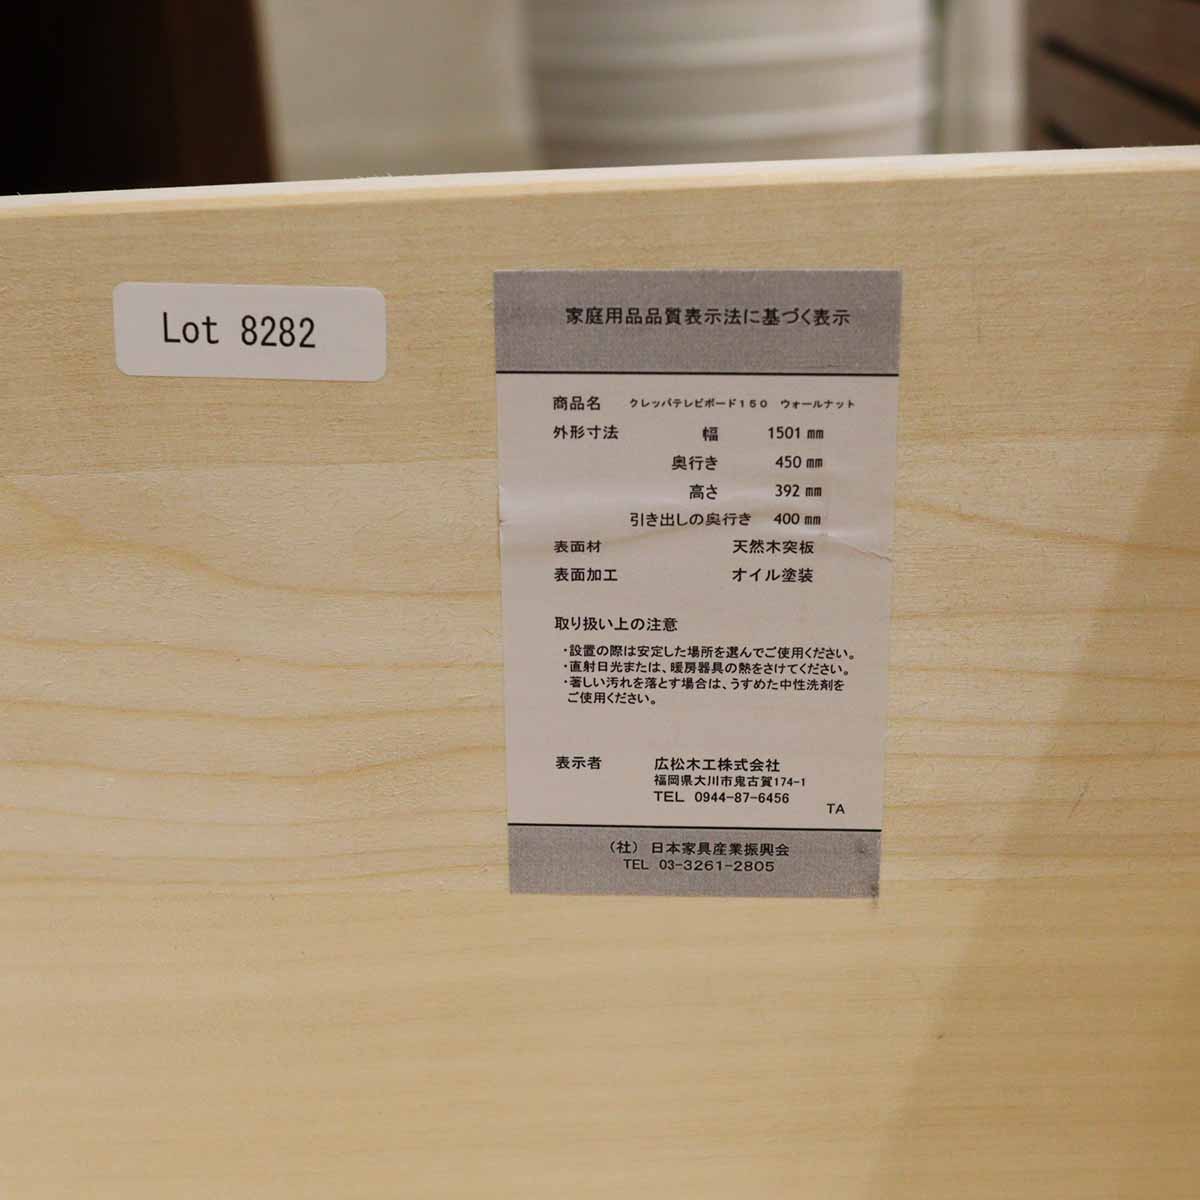 Lot 8282
家庭用品品質表示法に基づく表示
商品名 クレッパテレビボード150 ウォールナット
外形寸法 幅 1501 mm
奥行き 450 mm
高さ 392 mm
引き出しの奥行き 400 mm
表面材 天然木突板
表面加工 オイル塗装
取り扱い上の注意
・設置の際は安定した場所を選んでご使用ください。
・直射日光または、暖房器具の熱をさけてください。
・著しい汚れを落とす場合は、うすめた中性洗剤を
ご使用ください。
表示者 広松木工株式会社
福岡県大川市鬼古賀174-1
TEL 0944-87-6456
TA
（社） 日本家具産業振興会
TEL 03-3261-2805